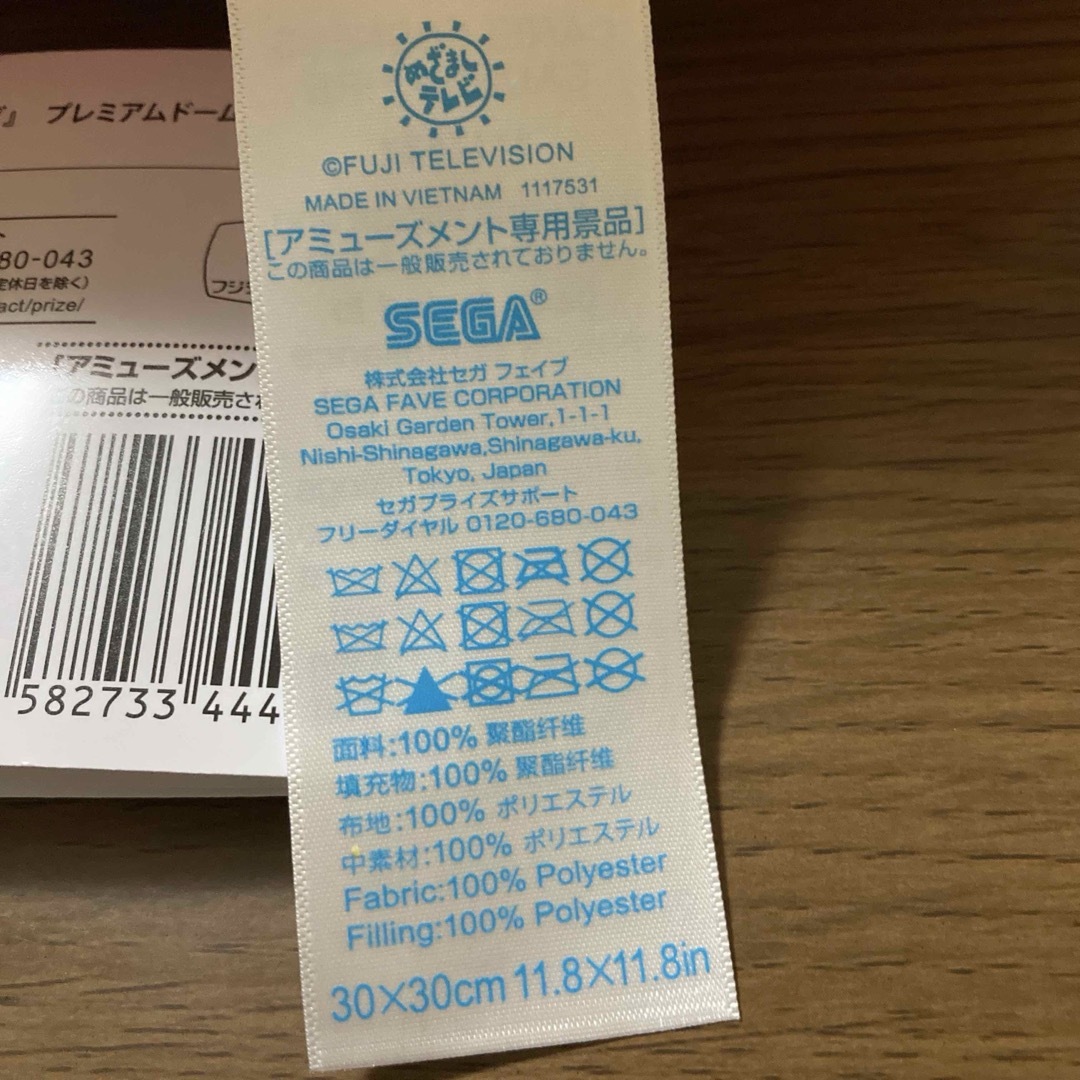 めざまし
テレビ
©FUJI TELEVISION
MADE IN VIETNAM 1117531
[アミューズメント専用景品]
この商品は一般販売されておりません。
SEGA®
株式会社セガ フェイブ
SEGA FAVE CORPORATION
Osaki Garden Tower,1-1-1
Nishi-Shinagawa,Shinagawa-ku,
Tokyo, Japan
セガプライズサポート
フリーダイヤル 0120-680-043
面料:100% 聚酯纤维
填充物:100% 聚酯纤维
布地:100% ポリエステル
中素材:100% ポリエステル
Fabric:100% Polyester
Filling:100% Polyester
30×30cm 11.8×11.8in
』 プレミアムドーム
80-043
定休日を除く)
act/prize/
フジ
[アミューズメン
の商品は一般販売さ
582733 444